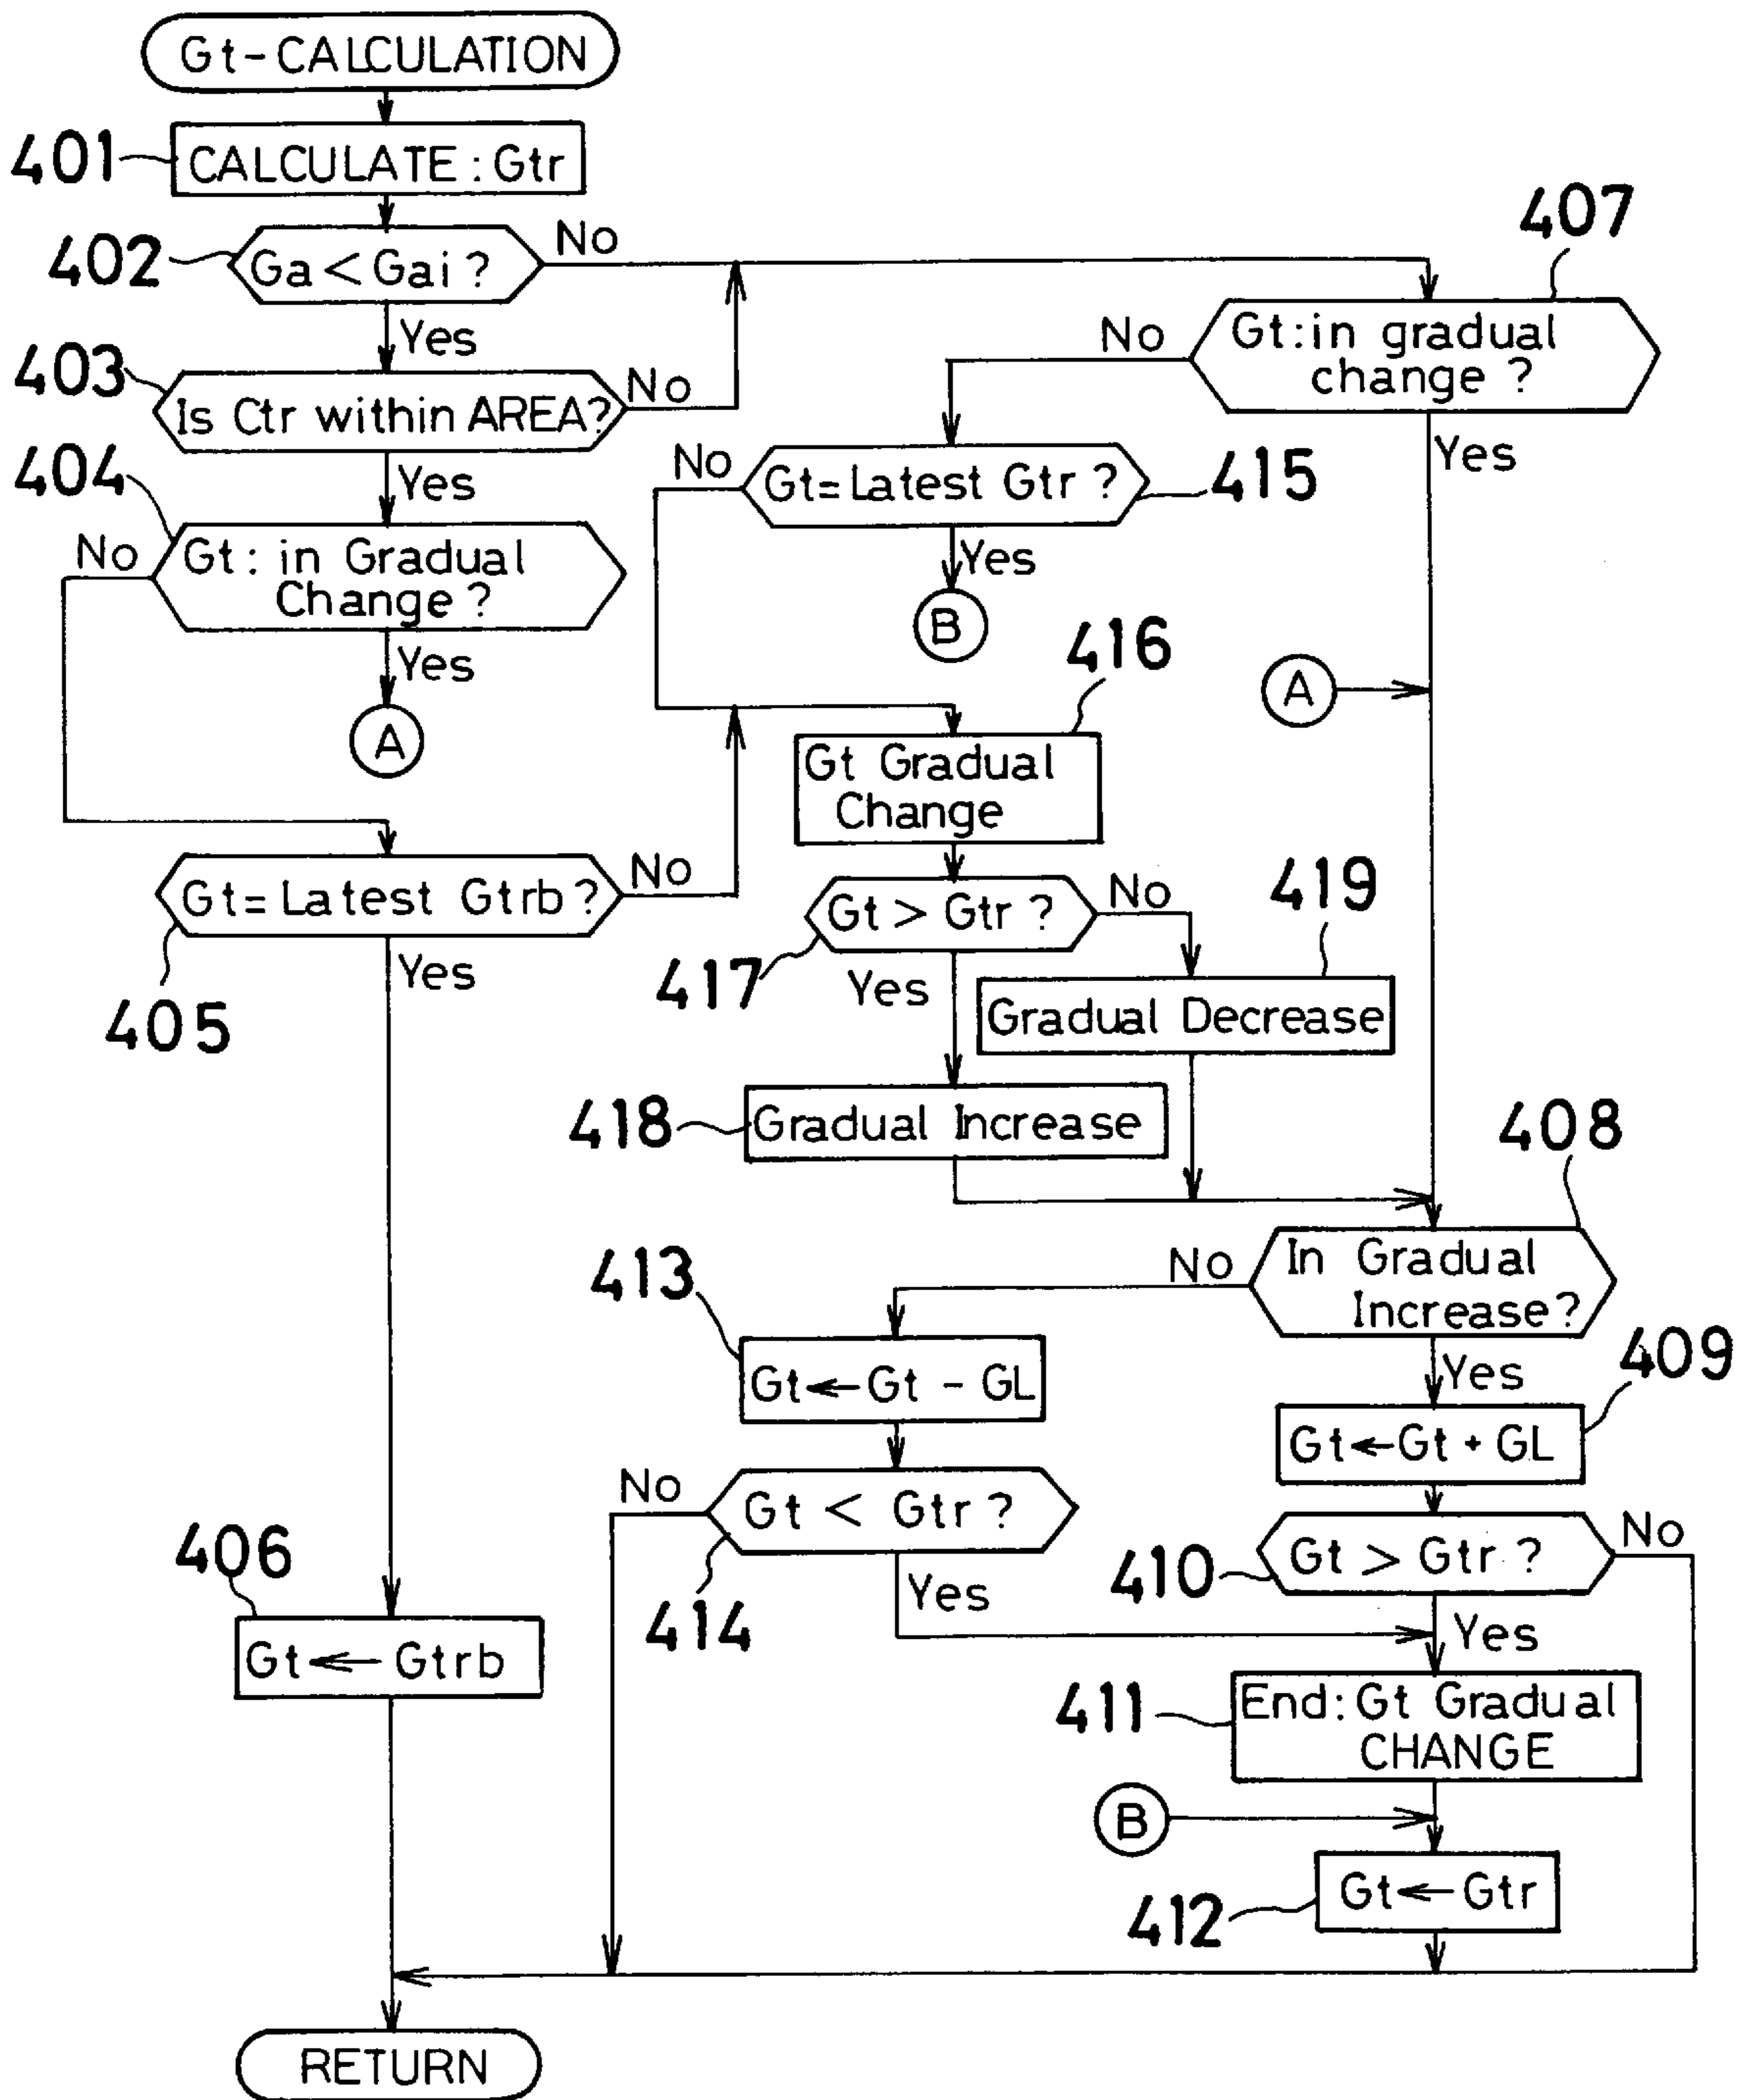 Gt-CALCULATION
401
CALCULATE : Gtr
402
Ga < Gai ?
No
Yes
407
Gt: in gradual
change ?
No
Yes
403
Is Ctr within AREA?
No
Yes
404
Gt: in Gradual
Change ?
No
Yes
A
415
Gt = Latest Gtr ?
No
Yes
B
A
416
Gt Gradual
Change
405
Gt = Latest Gtrb ?
No
Yes
417
Gt > Gtr ?
No
Yes
419
Gradual Decrease
418
Gradual Increase
408
In Gradual
Increase ?
No
Yes
413
Gt ← Gt - GL
409
Gt ← Gt + GL
414
Gt < Gtr ?
No
Yes
410
Gt > Gtr ?
No
Yes
406
Gt ← Gtrb
411
End: Gt Gradual
CHANGE
B
412
Gt ← Gtr
RETURN